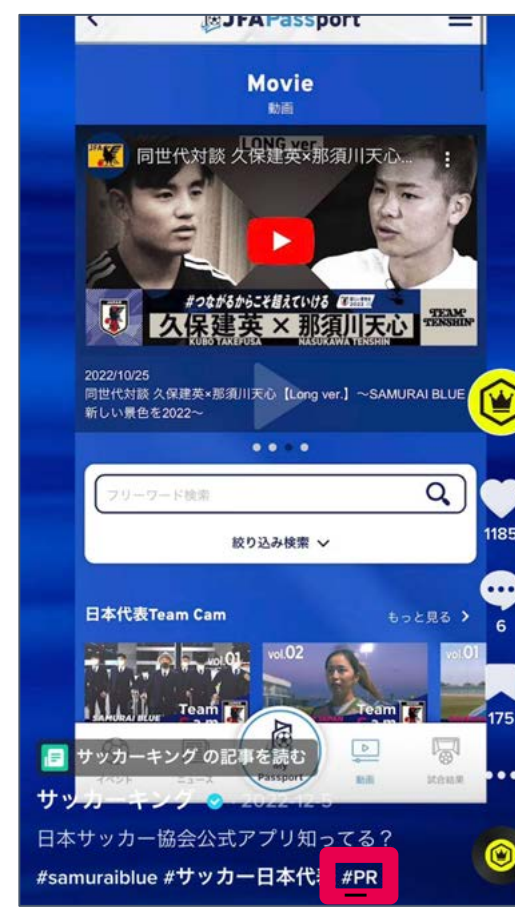 JFAPassport
Movie
動画
LONG ver.
同世代対談 久保建英×那須川天心...
#つながるからこそ超えていける
久保建英 × 那須川天心
KUBO TAKEFUSA NASUKAWA TENSHIN
TEAM TENSHIN
2022/10/25
同世代対談 久保建英×那須川天心【Long ver.】～SAMURAI BLUE
新しい景色を2022～
フリーワード検索
絞り込み検索
1185
6
175
日本代表Team Cam
もっと見る
vol.01
vol.02
vol.01
SAMURAI BLUE
Team
Team
サッカーキング の記事を読む
イベント
ニュース
My Passport
動画
試合結果
サッカーキング · 2022-12-5
日本サッカー協会公式アプリ知ってる？
#samuraiblue #サッカー日本代 #PR